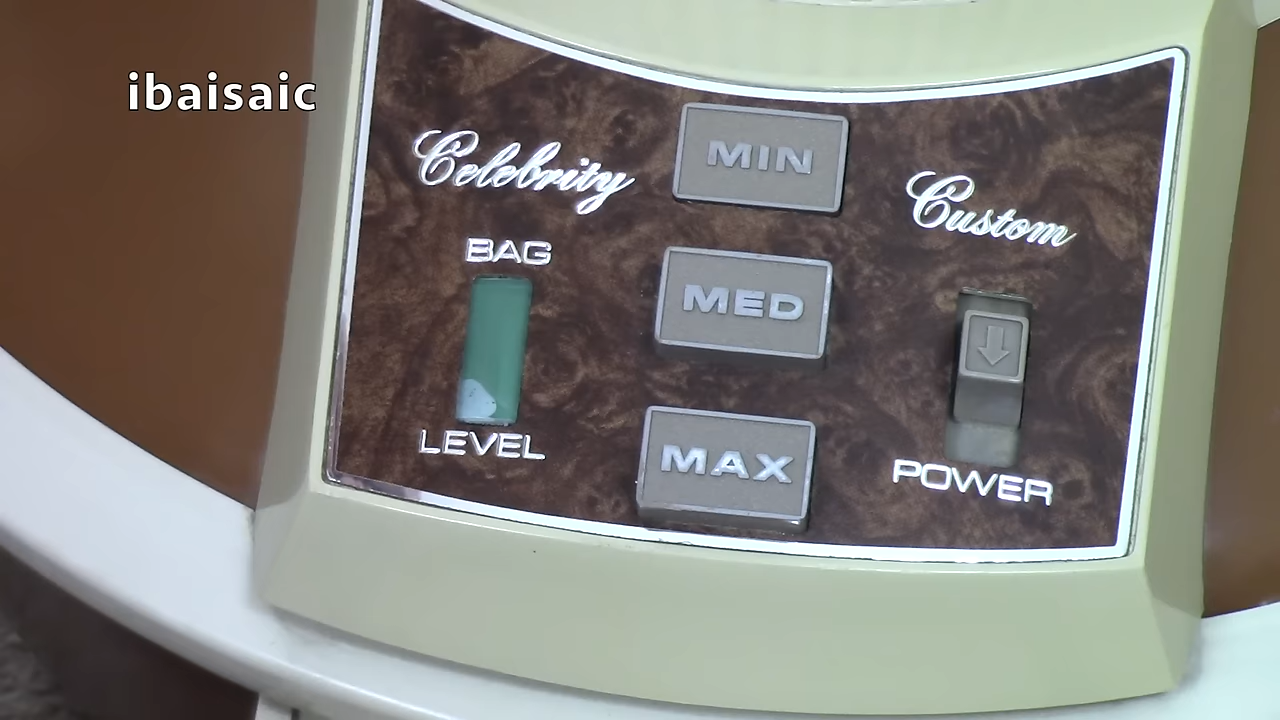 ibaisaic
Celebrity
BAG
LEVEL
MIN
MED
MAX
Custom
POWER